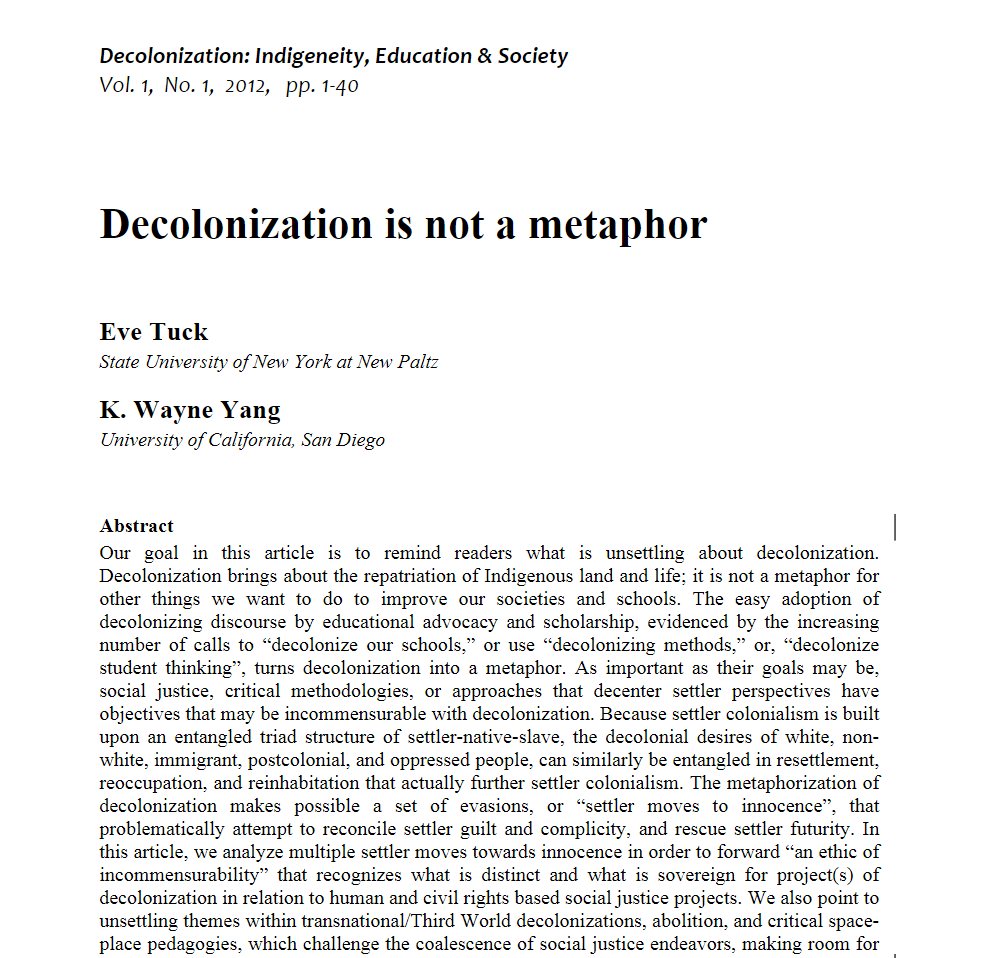 Decolonization: Indigeneity, Education & Society
Vol. 1, No. 1, 2012, pp. 1-40
Decolonization is not a metaphor
Eve Tuck
State University of New York at New Paltz
K. Wayne Yang
University of California, San Diego
Abstract
Our goal in this article is to remind readers what is unsettling about decolonization.
Decolonization brings about the repatriation of Indigenous land and life; it is not a metaphor for
other things we want to do to improve our societies and schools. The easy adoption of
decolonizing discourse by educational advocacy and scholarship, evidenced by the increasing
number of calls to “decolonize our schools,” or use “decolonizing methods,” or, “decolonize
student thinking”, turns decolonization into a metaphor. As important as their goals may be,
social justice, critical methodologies, or approaches that decenter settler perspectives have
objectives that may be incommensurable with decolonization. Because settler colonialism is built
upon an entangled triad structure of settler-native-slave, the decolonial desires of white, non-
white, immigrant, postcolonial, and oppressed people, can similarly be entangled in resettlement,
reoccupation, and reinhabitation that actually further settler colonialism. The metaphorization of
decolonization makes possible a set of evasions, or “settler moves to innocence”, that
problematically attempt to reconcile settler guilt and complicity, and rescue settler futurity. In
this article, we analyze multiple settler moves towards innocence in order to forward “an ethic of
incommensurability” that recognizes what is distinct and what is sovereign for project(s) of
decolonization in relation to human and civil rights based social justice projects. We also point to
unsettling themes within transnational/Third World decolonizations, abolition, and critical space-
place pedagogies, which challenge the coalescence of social justice endeavors, making room for